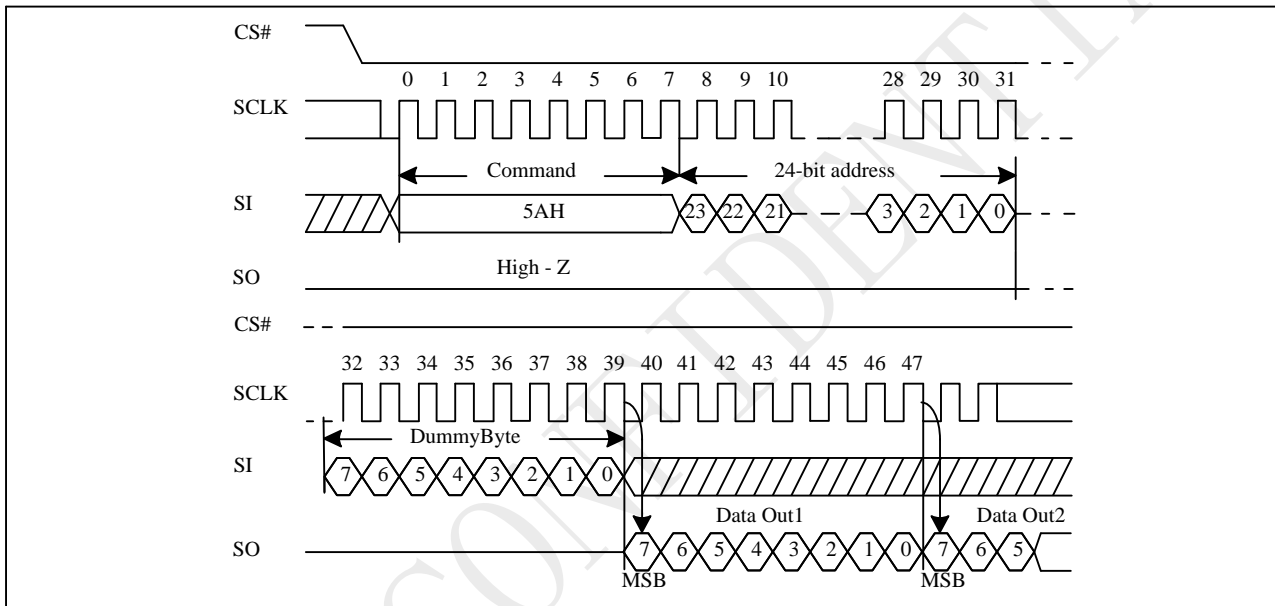 CS#
0 1 2 3 4 5 6 7 8 9 10 28 29 30 31
SCLK
Command 24-bit address
SI 5AH 23 22 21 3 2 1 0
High - Z
SO
CS#
32 33 34 35 36 37 38 39 40 41 42 43 44 45 46 47
SCLK
DummyByte
SI 7 6 5 4 3 2 1 0
Data Out1 Data Out2
SO 7 6 5 4 3 2 1 0 7 6 5
MSB MSB
CONFIDENTI